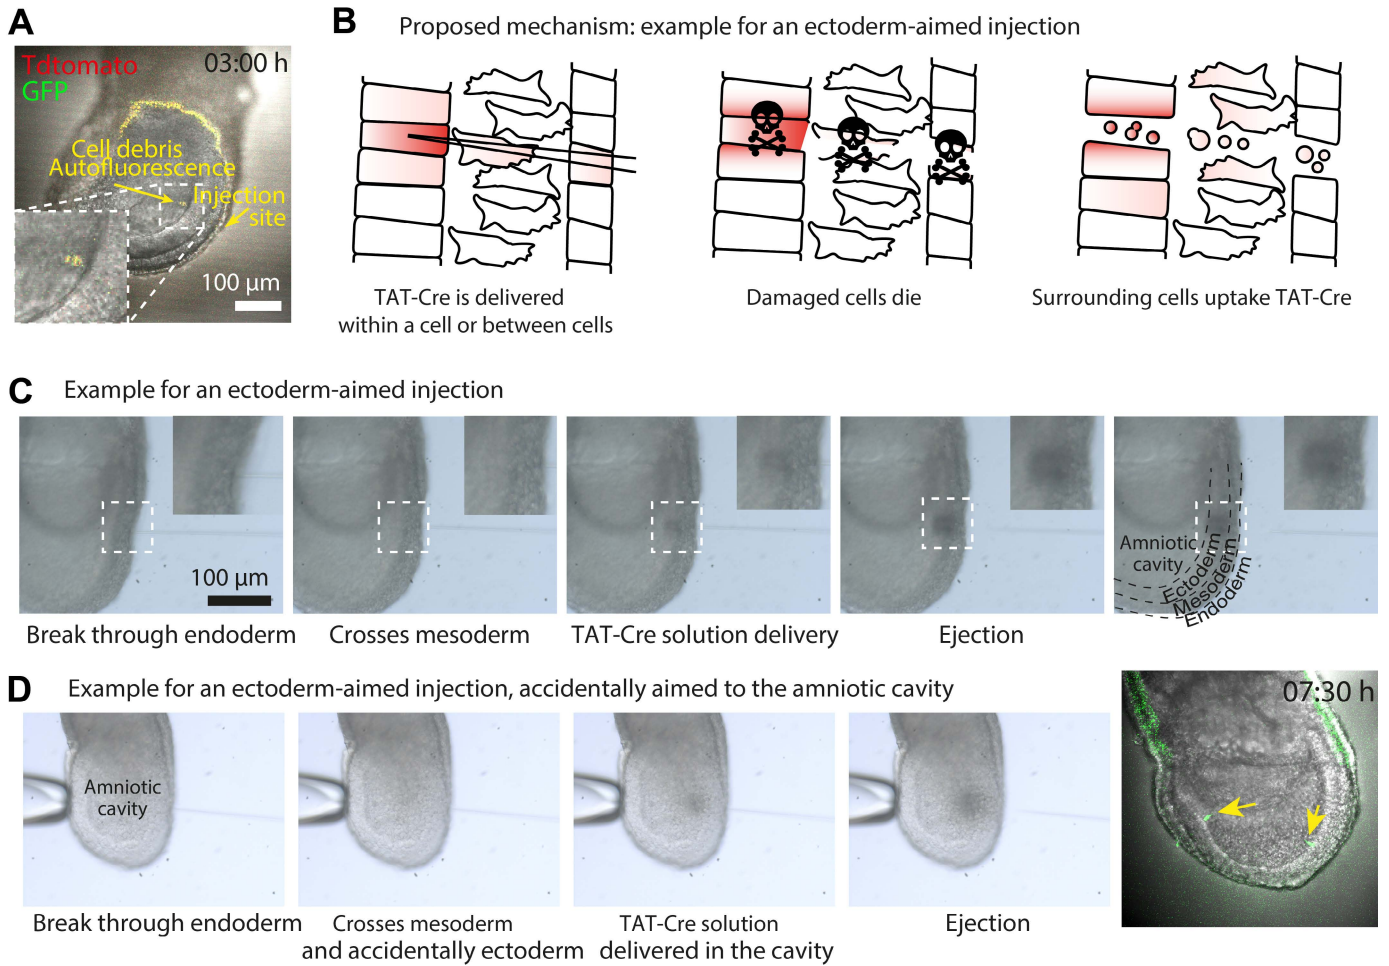 A
Tdtomato
GFP
03:00 h
Cell debris
Autofluorescence
Injection
site
100 µm
B
Proposed mechanism: example for an ectoderm-aimed injection
TAT-Cre is delivered
within a cell or between cells
Damaged cells die
Surrounding cells uptake TAT-Cre
C
Example for an ectoderm-aimed injection
100 µm
Amniotic
cavity
Ectoderm
Mesoderm
Endoderm
Break through endoderm
Crosses mesoderm
TAT-Cre solution delivery
Ejection
D
Example for an ectoderm-aimed injection, accidentally aimed to the amniotic cavity
07:30 h
Amniotic
cavity
Break through endoderm
Crosses mesoderm
and accidentally ectoderm
TAT-Cre solution
delivered in the cavity
Ejection